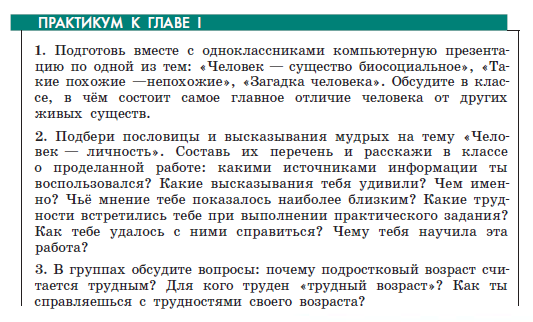 ПРАКТИКУМ К ГЛАВЕ I
1. Подготовь вместе с одноклассниками компьютерную презента-
цию по одной из тем: «Человек — существо биосоциальное», «Та-
кие похожие —непохожие», «Загадка человека». Обсудите в клас-
се, в чём состоит самое главное отличие человека от других
живых существ.
2. Подбери пословицы и высказывания мудрых на тему «Чело-
век — личность». Составь их перечень и расскажи в классе
о проделанной работе: какими источниками информации ты
воспользовался? Какие высказывания тебя удивили? Чем имен-
но? Чьё мнение тебе показалось наиболее близким? Какие труд-
ности встретились тебе при выполнении практического задания?
Как тебе удалось с ними справиться? Чему тебя научила эта
работа?
3. В группах обсудите вопросы: почему подростковый возраст счи-
тается трудным? Для кого труден «трудный возраст»? Как ты
справляешься с трудностями своего возраста?